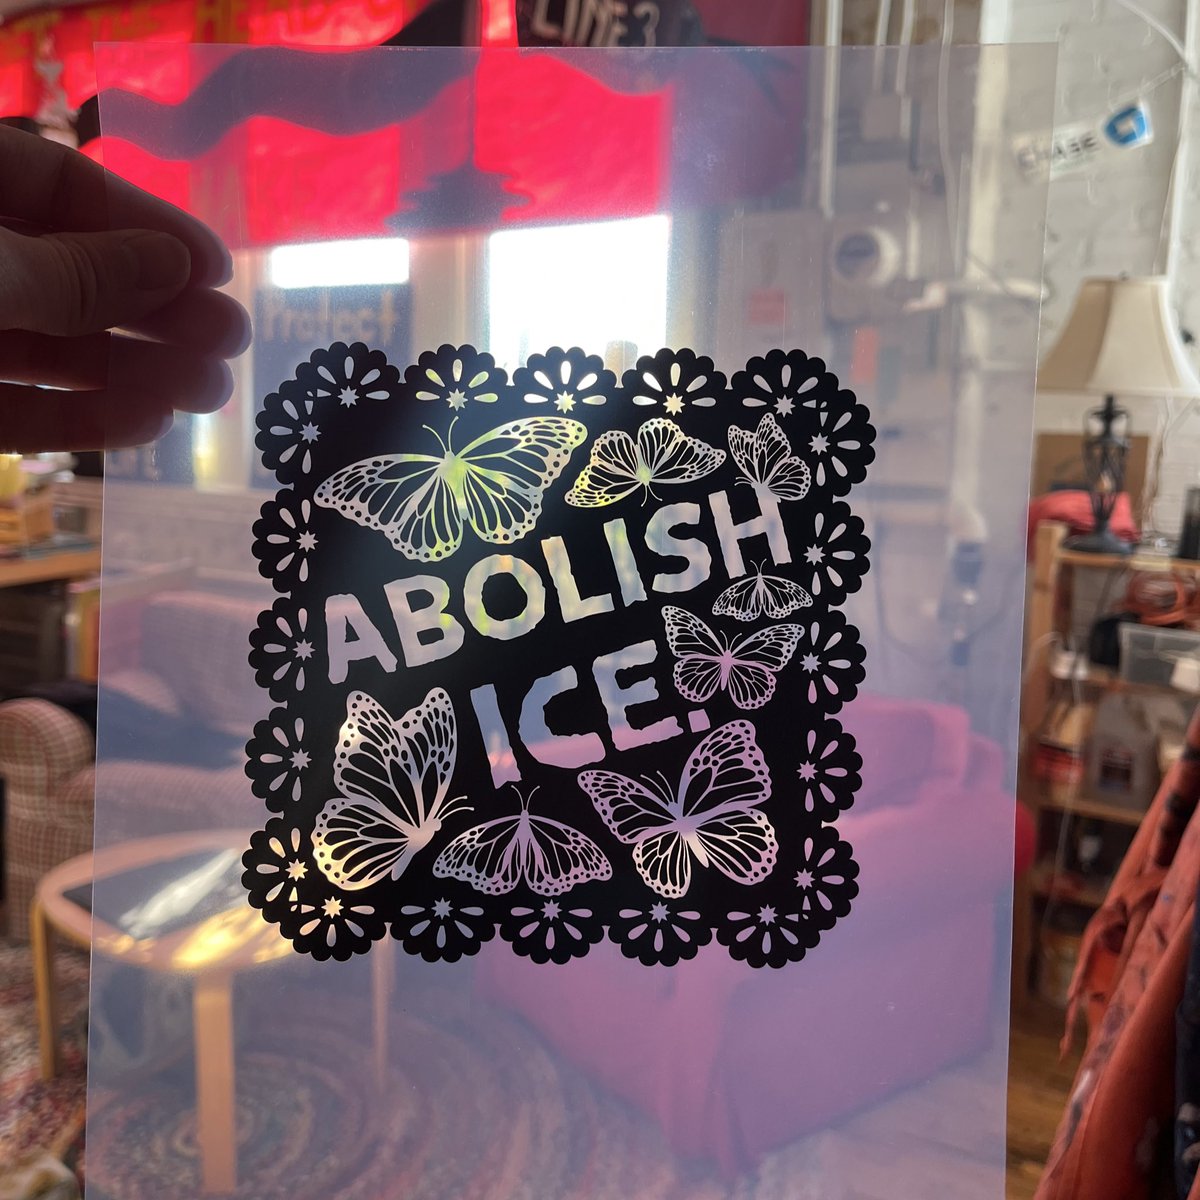 LINE 3
CHASE
Protect
ABOLISH
ICE.